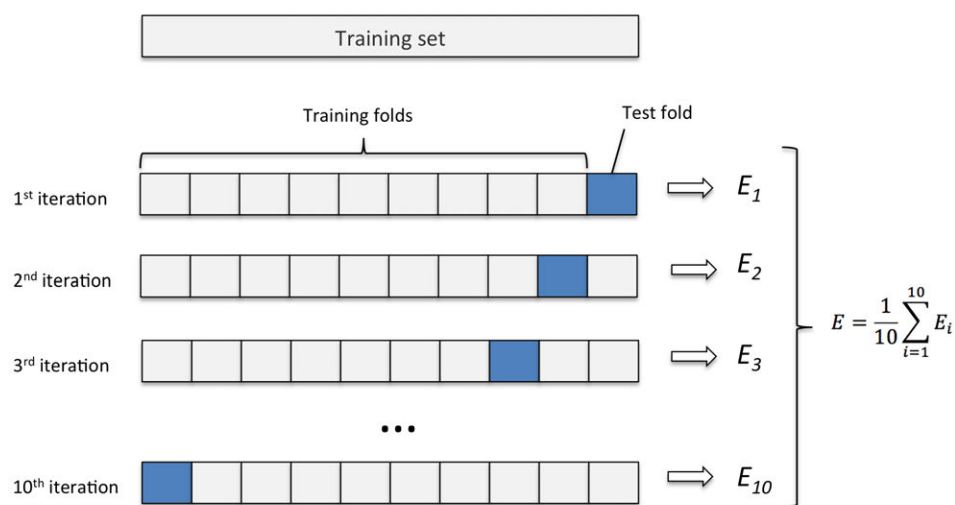 Training set
Training folds
Test fold
1st iteration
E1
2nd iteration
E2
3rd iteration
E3
...
10th iteration
E10
E = 1/10 ∑ i=1 10 Ei